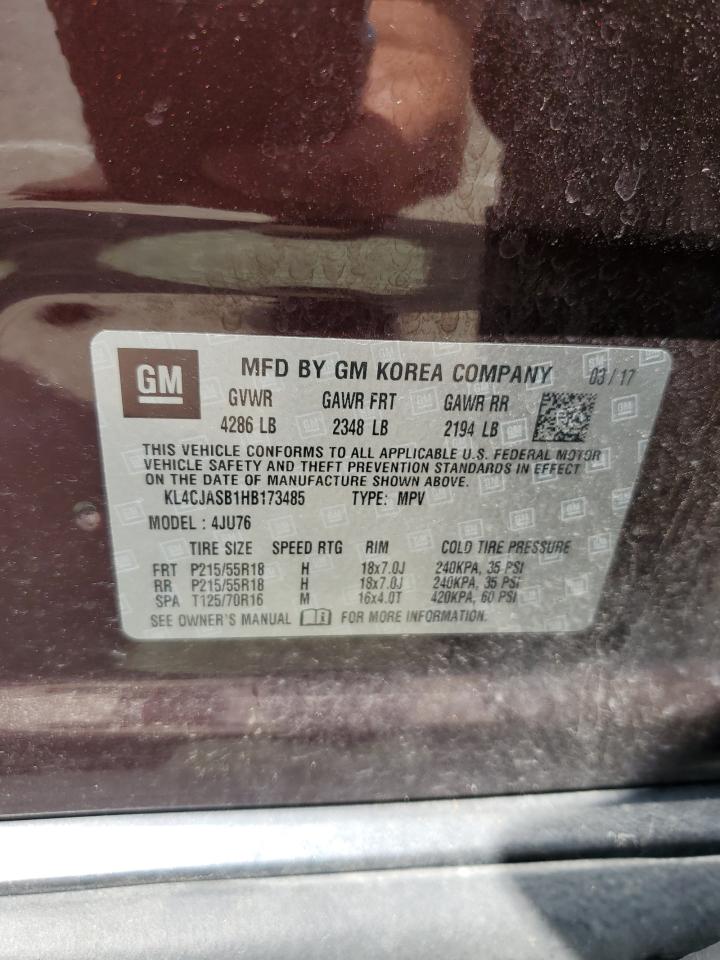 GM
MFD BY GM KOREA COMPANY 03/17
GVWR GAWR FRT GAWR RR
4286 LB 2348 LB 2194 LB
THIS VEHICLE CONFORMS TO ALL APPLICABLE U.S. FEDERAL MOTOR
VEHICLE SAFETY AND THEFT PREVENTION STANDARDS IN EFFECT
ON THE DATE OF MANUFACTURE SHOWN ABOVE.
KL4CJASB1HB173485 TYPE: MPV
MODEL : 4JU76
TIRE SIZE SPEED RTG RIM COLD TIRE PRESSURE
FRT P215/55R18 H 18x7.0J 240KPA, 35 PSI
RR P215/55R18 H 18x7.0J 240KPA, 35 PSI
SPA T125/70R16 M 16x4.0T 420KPA, 60 PSI
SEE OWNER'S MANUAL FOR MORE INFORMATION.